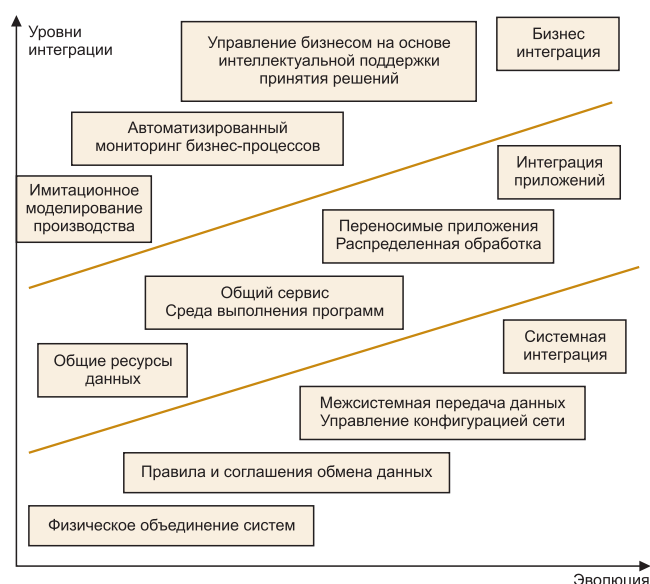 Уровни
интеграции
Управление бизнесом на основе
интеллектуальной поддержки
принятия решений
Бизнес
интеграция
Автоматизированный
мониторинг бизнес-процессов
Интеграция
приложений
Имитационное
моделирование
производства
Переносимые приложения
Распределенная обработка
Общий сервис
Среда выполнения программ
Системная
интеграция
Общие ресурсы
данных
Межсистемная передача данных
Управление конфигурацией сети
Правила и соглашения обмена данных
Физическое объединение систем
Эволюция